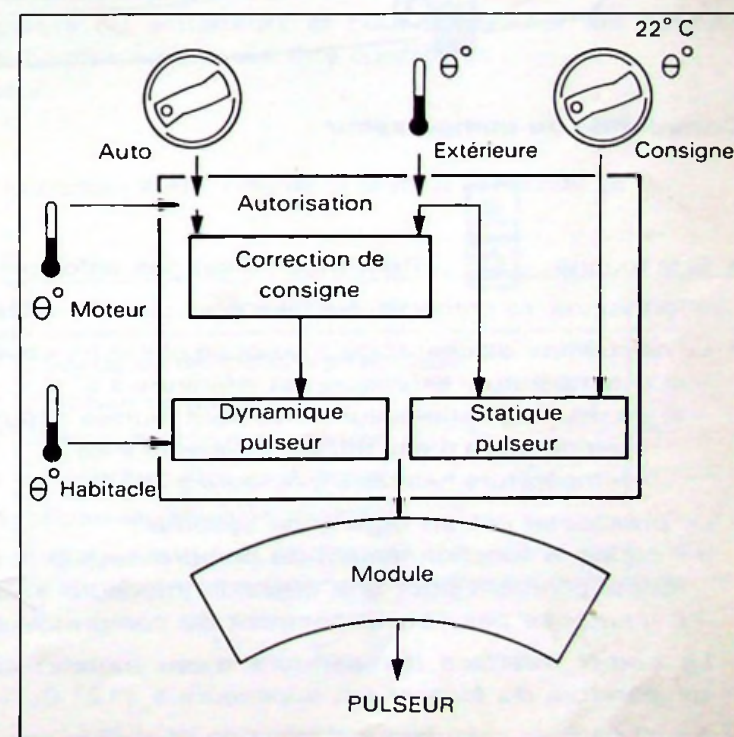 22° C
θ°
θ°
Auto
Extérieure
Consigne
Autorisation
Correction de
consigne
θ° Moteur
Dynamique
pulseur
Statique
pulseur
θ° Habitacle
Module
PULSEUR